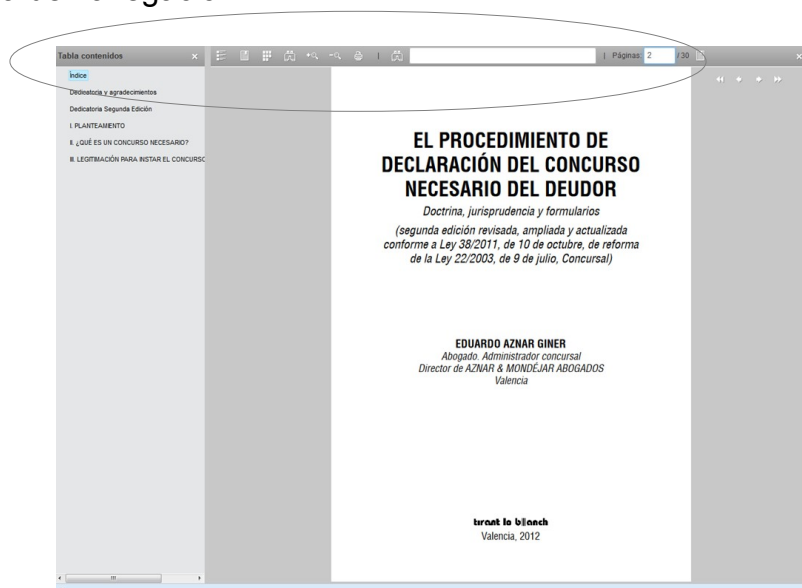 Tabla contenidos
Páginas: 2 / 30
Índice
Dedicatoria y agradecimientos
Dedicatoria Segunda Edición
I. PLANTEAMIENTO
II. ¿QUÉ ES UN CONCURSO NECESARIO?
III. LEGITIMACIÓN PARA INSTAR EL CONCURSO
EL PROCEDIMIENTO DE
DECLARACIÓN DEL CONCURSO
NECESARIO DEL DEUDOR
Doctrina, jurisprudencia y formularios
(segunda edición revisada, ampliada y actualizada
conforme a Ley 38/2011, de 10 de octubre, de reforma
de la Ley 22/2003, de 9 de julio, Concursal)
EDUARDO AZNAR GINER
Abogado. Administrador concursal
Director de AZNAR & MONDÉJAR ABOGADOS
Valencia
tirant lo blanch
Valencia, 2012